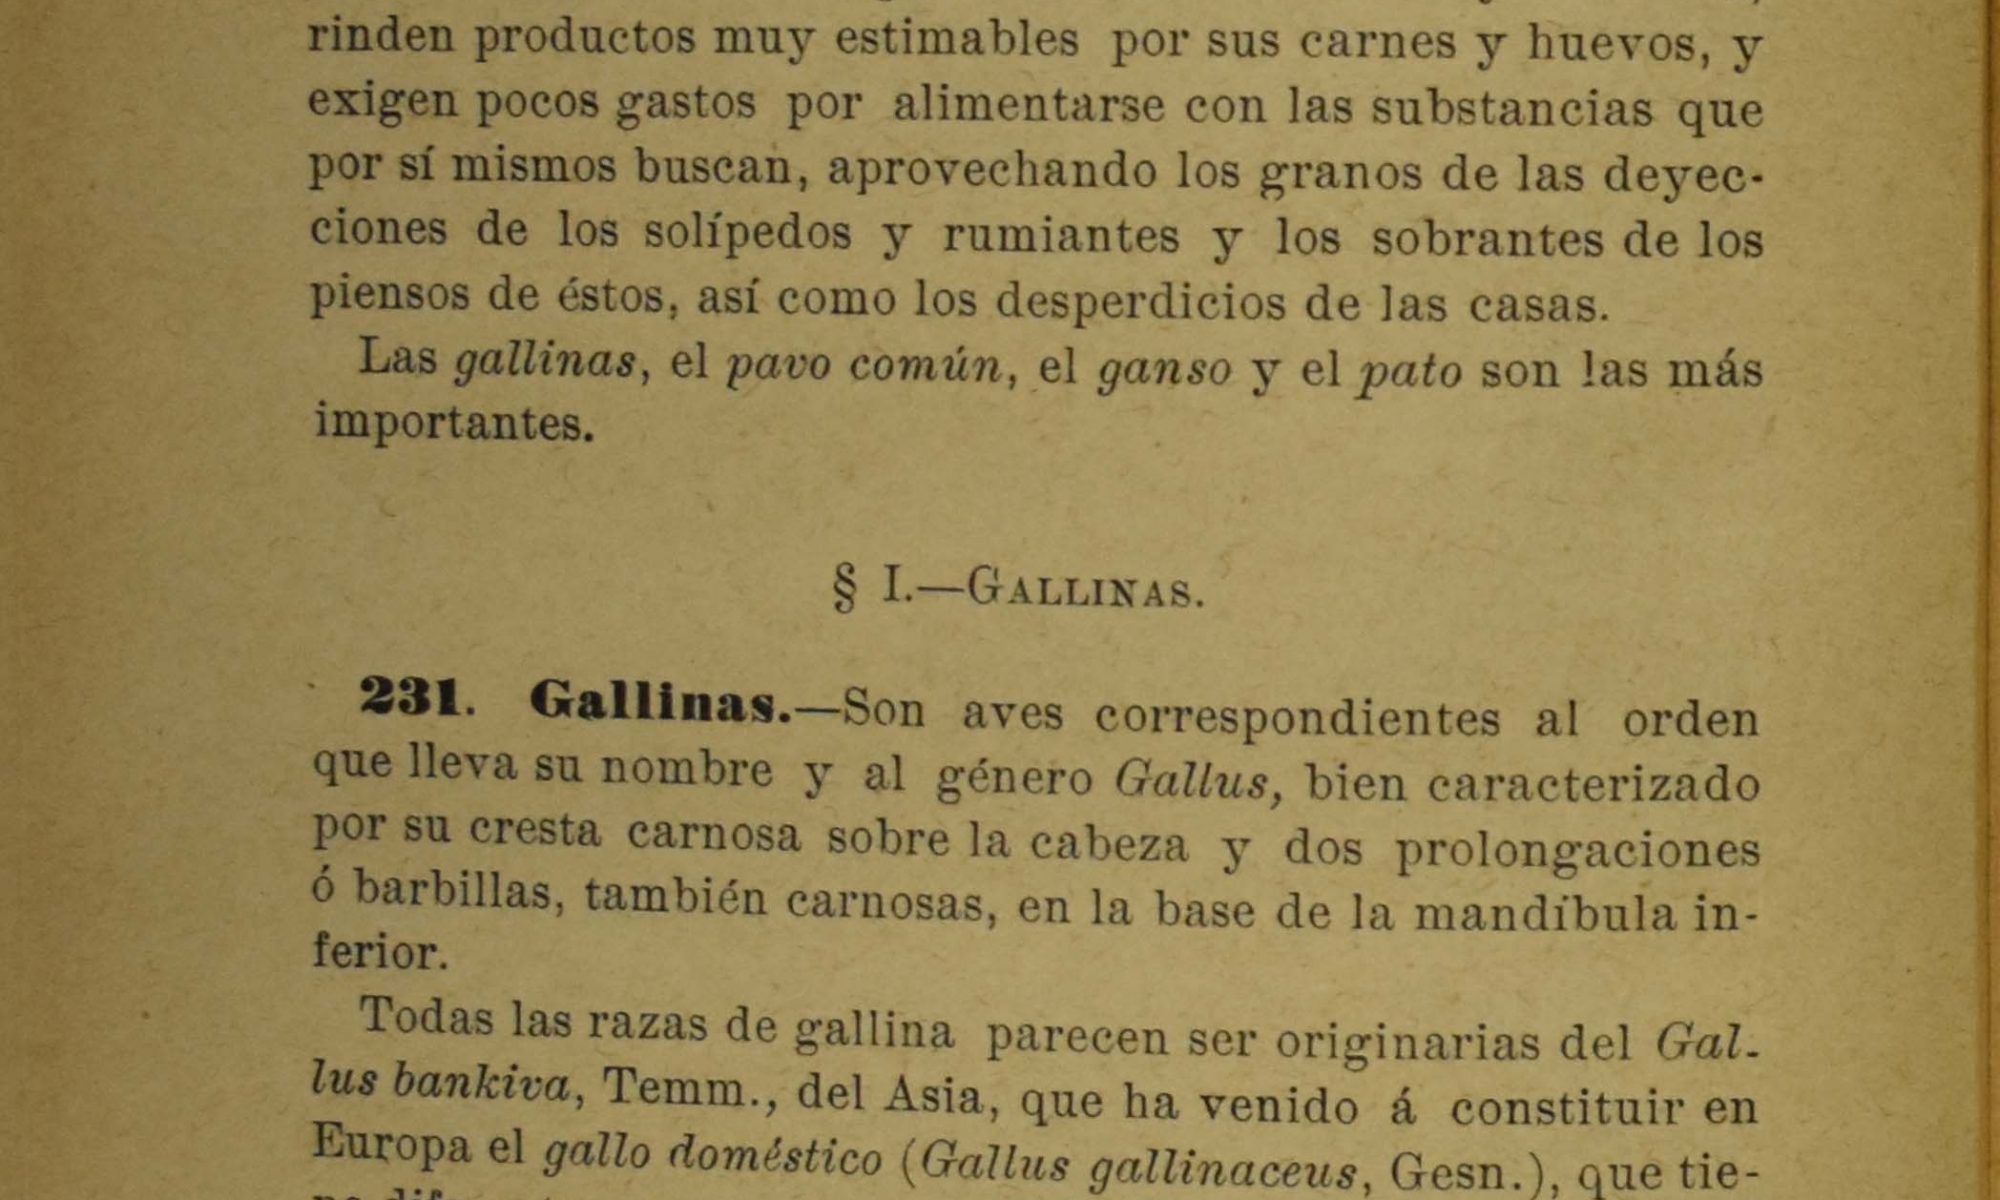 rinden productos muy estimables por sus carnes y huevos, y
exigen pocos gastos por alimentarse con las substancias que
por sí mismos buscan, aprovechando los granos de las deyec-
ciones de los solípedos y rumiantes y los sobrantes de los
piensos de éstos, así como los desperdicios de las casas.
Las gallinas, el pavo común, el ganso y el pato son las más
importantes.
§ I.—GALLINAS.
231. Gallinas.—Son aves correspondientes al orden
que lleva su nombre y al género Gallus, bien caracterizado
por su cresta carnosa sobre la cabeza y dos prolongaciones
ó barbillas, también carnosas, en la base de la mandíbula in-
ferior.
Todas las razas de gallina parecen ser originarias del Gal-
lus bankiva, Temm., del Asia, que ha venido á constituir en
Europa el gallo doméstico (Gallus gallinaceus, Gesn.), que tie-